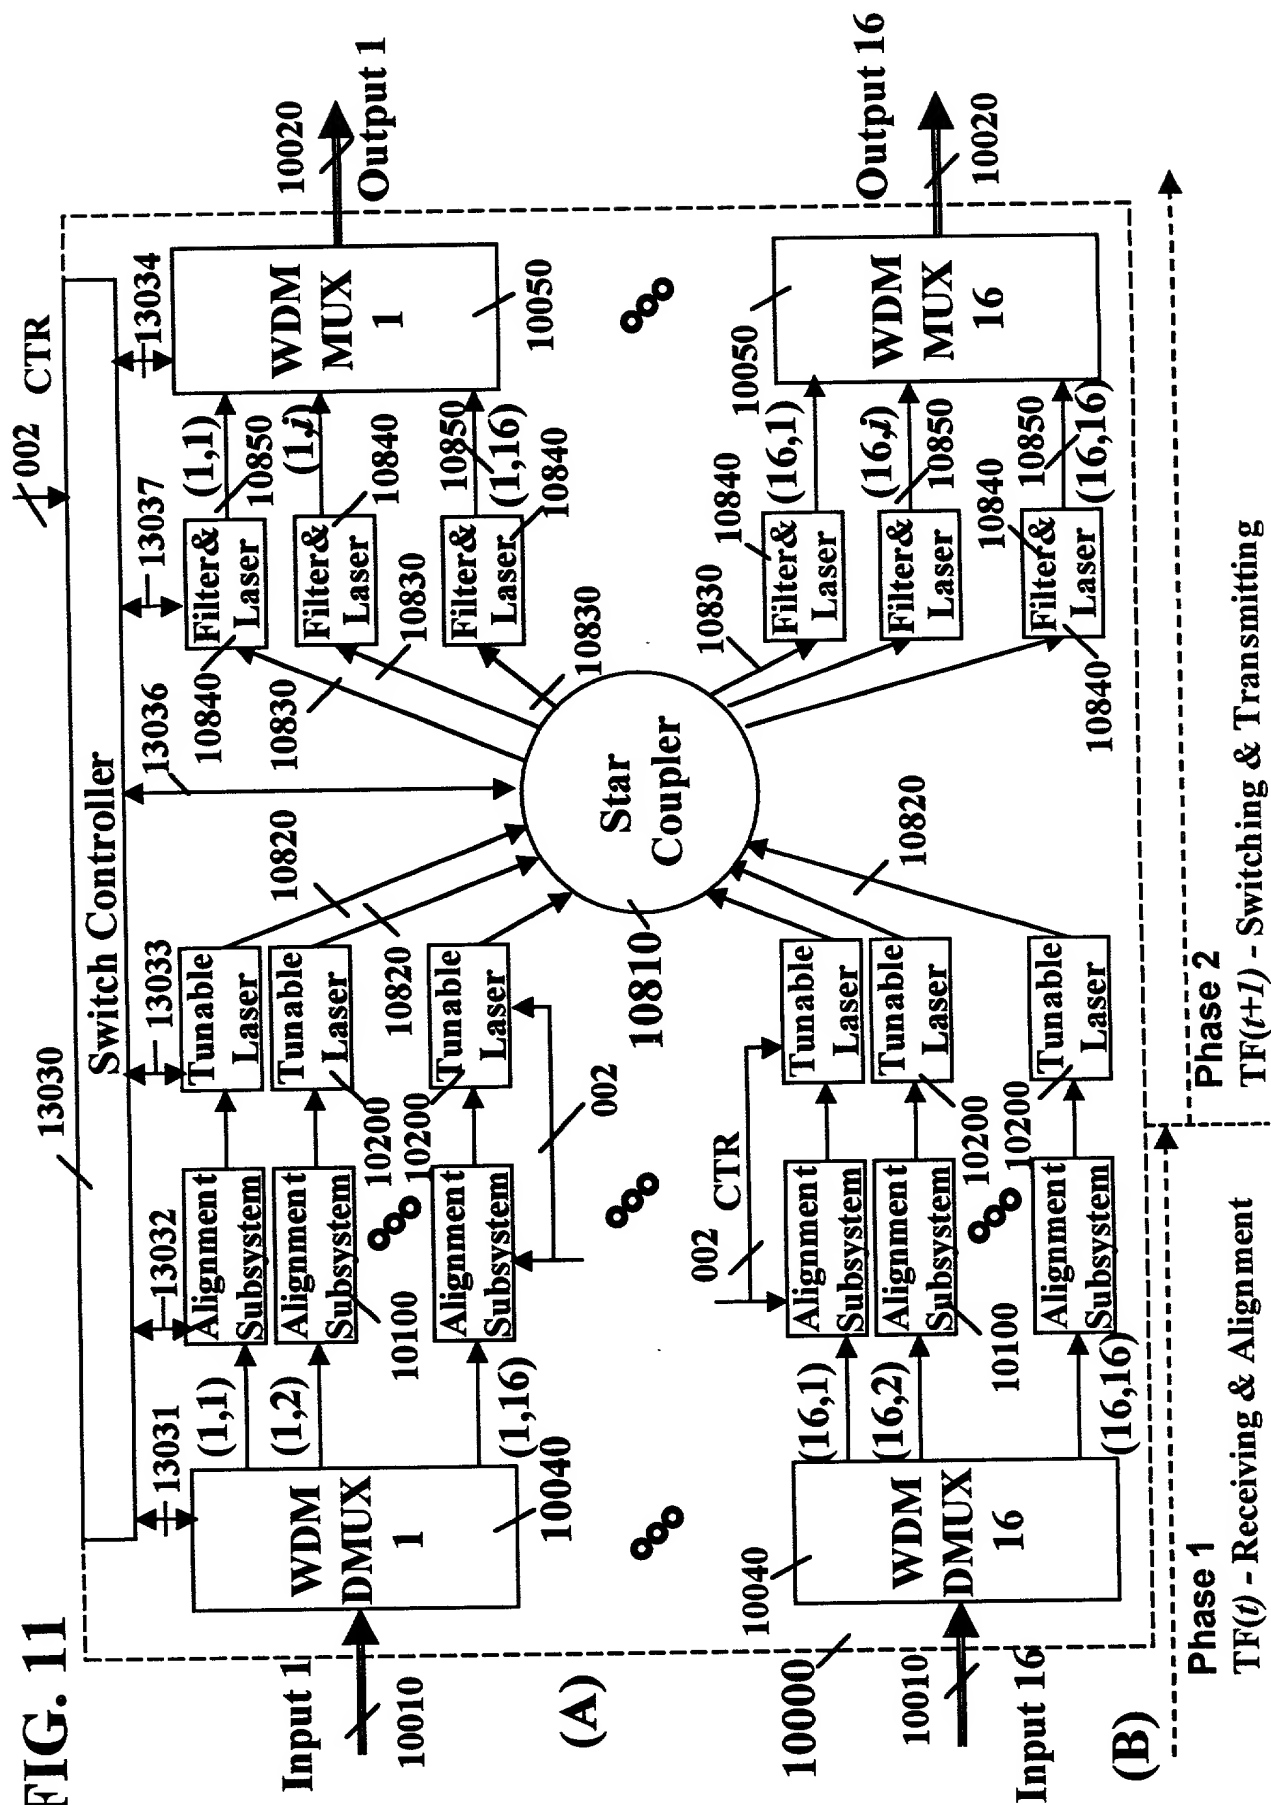 FIG. 11
002
CTR
13030
Switch Controller
13031
13032
13033
13036
13037
13034
Input 1
10010
WDM
DMUX
1
10040
(1,1)
(1,2)
(1,16)
Alignment
Subsystem
Alignment
Subsystem
10100
Alignment
Subsystem
Tunable
Laser
Tunable
Laser
10200
10200
Tunable
Laser
002
10820
10820
Star
Coupler
10810
10840
10830
10830
10830
Filter&
Laser
Filter&
Laser
Filter&
Laser
(1,1)
10850
(1,i)
10840
10850
(1,16)
10840
WDM
MUX
1
10050
10020
Output 1
(A)
10000
Input 16
10010
10040
WDM
DMUX
16
(16,1)
(16,2)
(16,16)
002
CTR
Alignment
Subsystem
Alignment
Subsystem
10100
Alignment
Subsystem
Tunable
Laser
Tunable
Laser
10200
10200
Tunable
Laser
10820
10830
10840
Filter&
Laser
Filter&
Laser
10840
Filter&
Laser
10840
(16,1)
(16,i)
10850
10850
(16,16)
10050
WDM
MUX
16
Output 16
10020
(B)
Phase 1
TF(t) - Receiving & Alignment
Phase 2
TF(t+1) - Switching & Transmitting